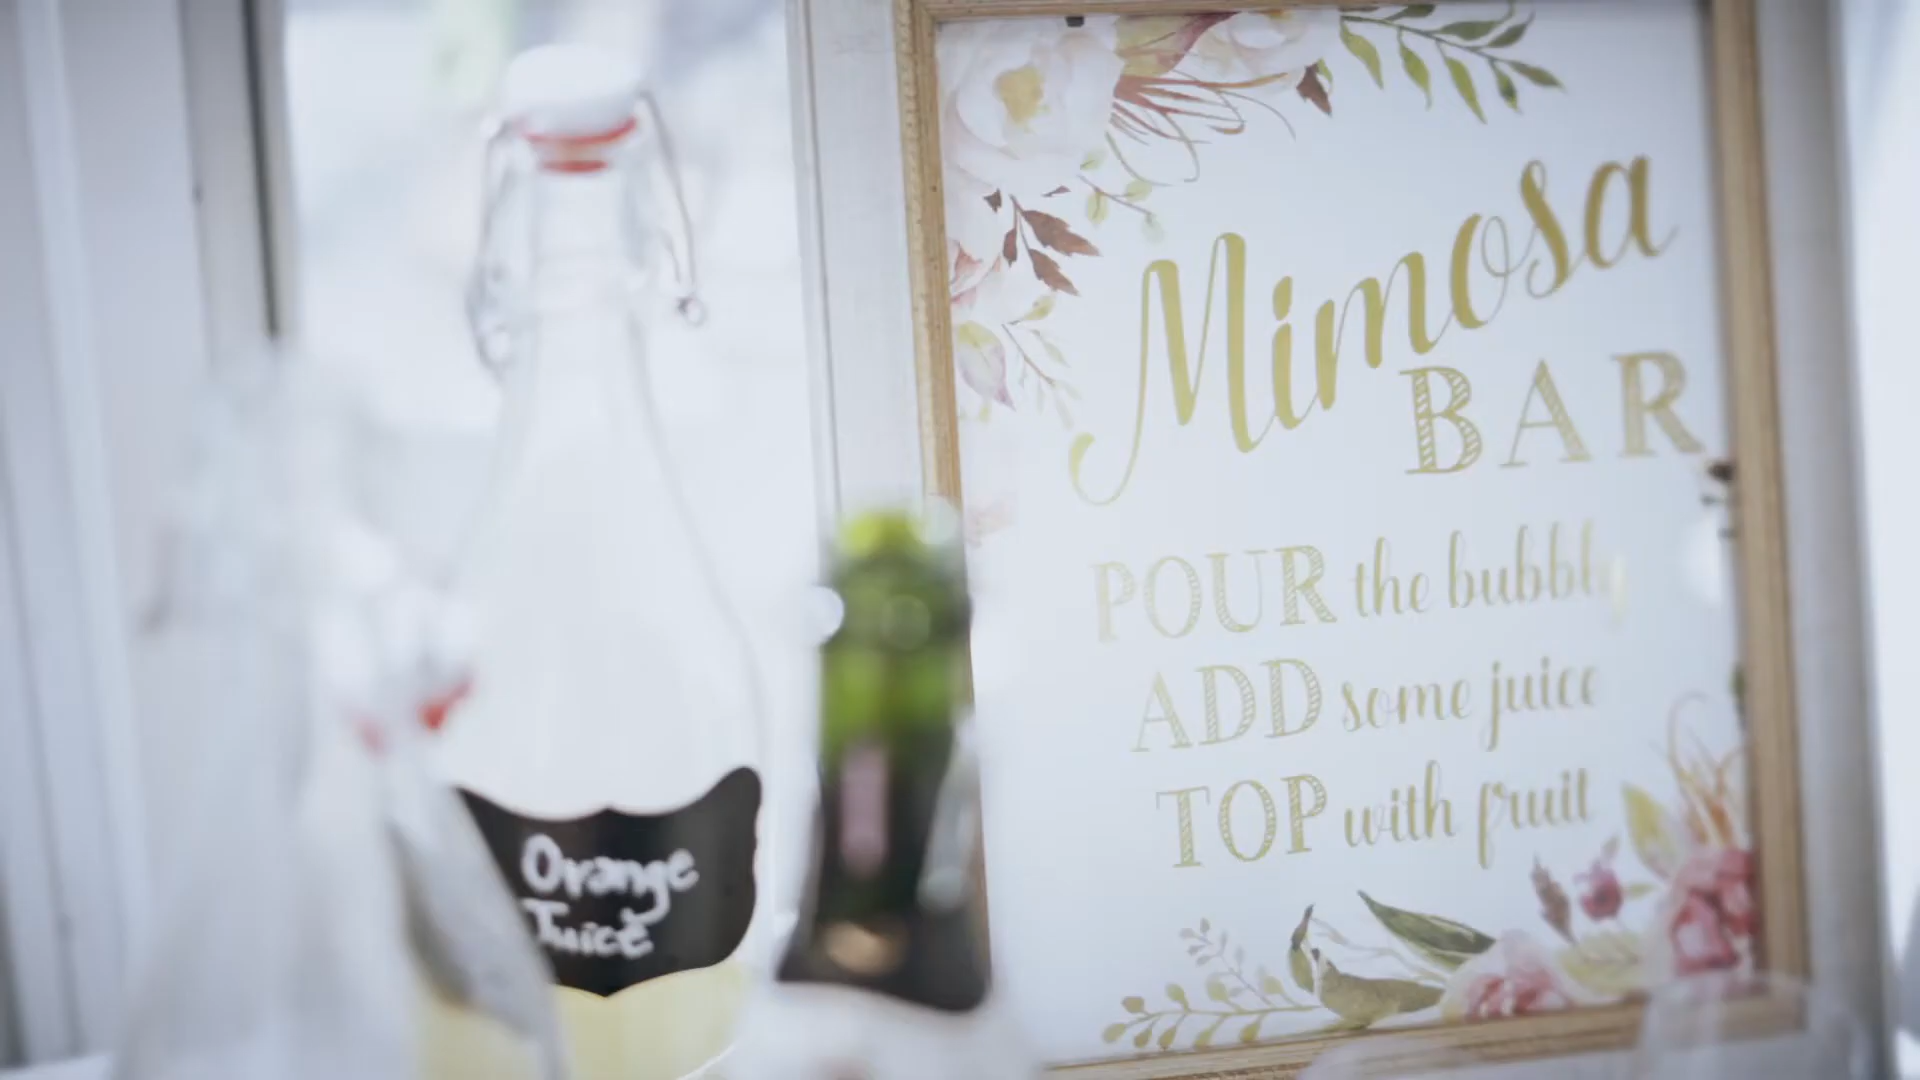 Mimosa
BAR
POUR the bubbly
ADD some juice
TOP with fruit
Orange
Juice